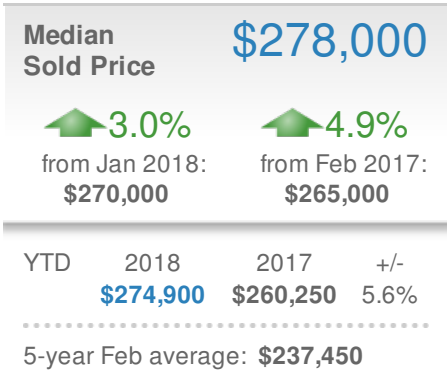 Median
Sold Price
$278,000
3.0%
from Jan 2018:
$270,000
4.9%
from Feb 2017:
$265,000
YTD 2018 2017 +/-
$274,900 $260,250 5.6%
5-year Feb average: $237,450